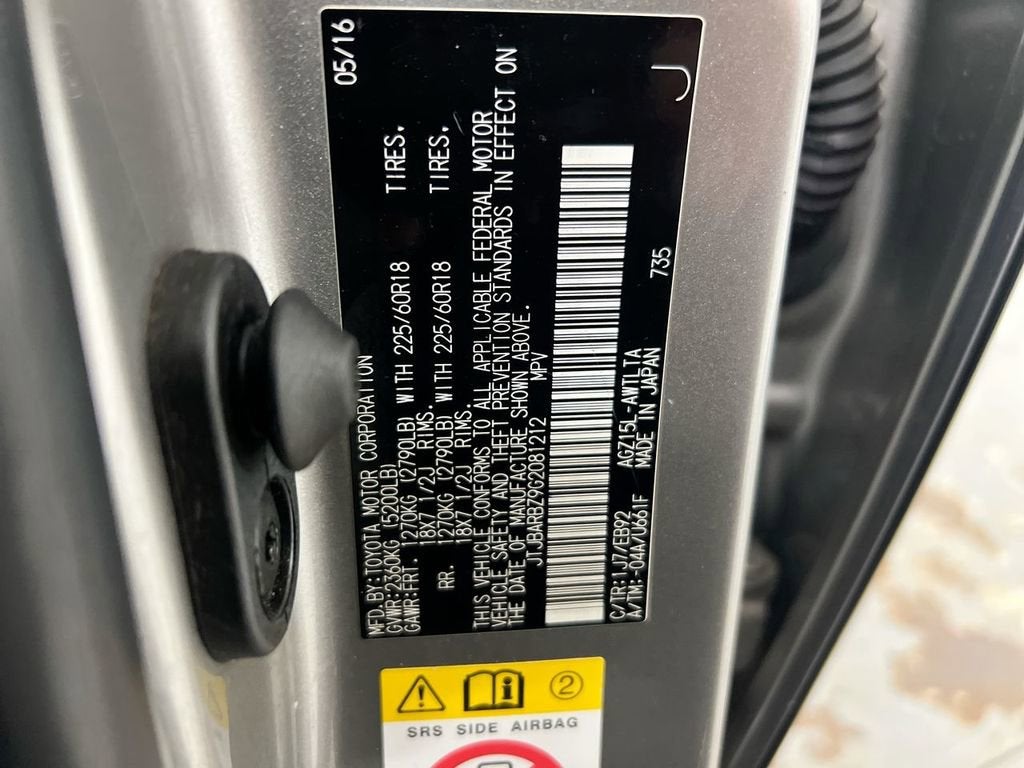 MFD.BY:TOYOTA MOTOR CORPORATION 05/16
GVWR:2360KG (5200LB)
GAWR:FRT. 1270KG (2790LB) WITH 225/60R18 TIRES.
18X7 1/2J RIMS.
RR. 1270KG (2790LB) WITH 225/60R18 TIRES.
18X7 1/2J RIMS.
THIS VEHICLE CONFORMS TO ALL APPLICABLE FEDERAL MOTOR
VEHICLE SAFETY AND THEFT PREVENTION STANDARDS IN EFFECT ON
THE DATE OF MANUFACTURE SHOWN ABOVE.
JTJBARBZ9G2081212 MPV
C/TR:1J7/EB92 AGZ15L-AWTLTA
A/TM:-04A/U661F MADE IN JAPAN 735 J
2
SRS SIDE AIRBAG